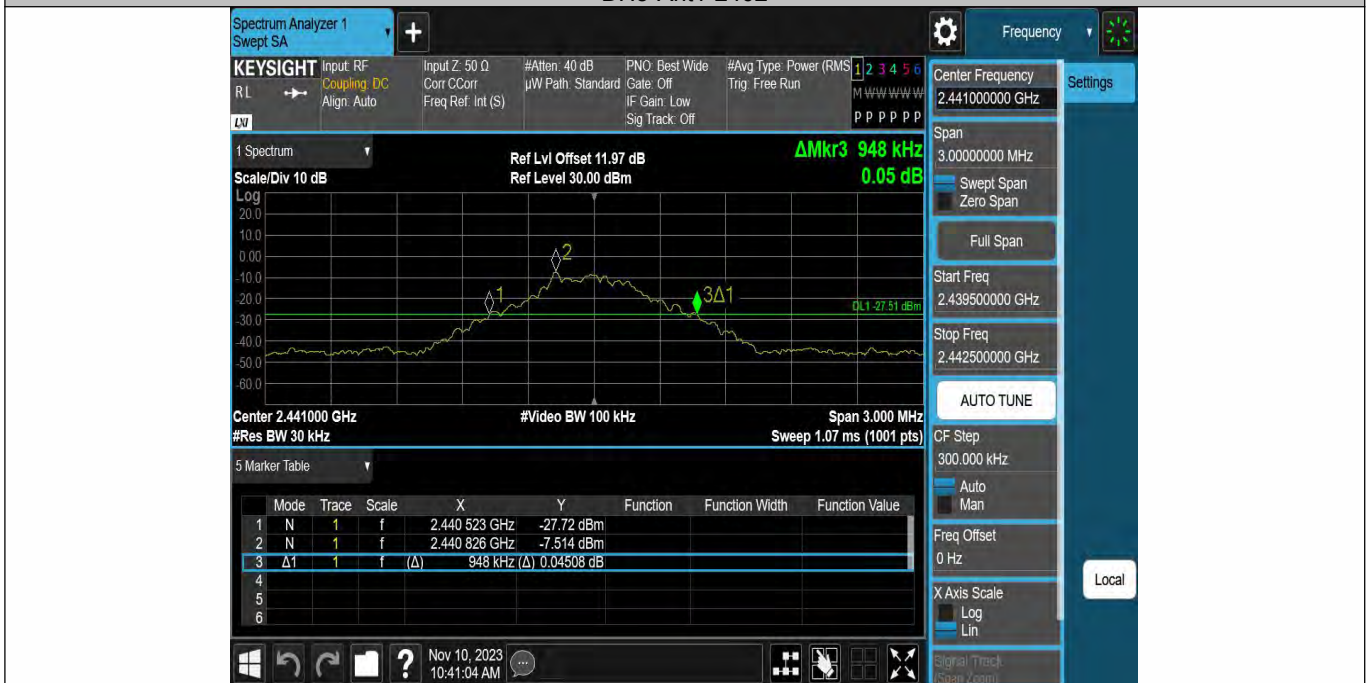 Spectrum Analyzer 1
Swept SA
+
Frequency
KEYSIGHT
RL
LXI
Input: RF
Coupling: DC
Align: Auto
Input Z: 50 Ω
Corr CCorr
Freq Ref: Int (S)
#Atten: 40 dB
µW Path: Standard
PNO: Best Wide
Gate: Off
IF Gain: Low
Sig Track: Off
#Avg Type: Power (RMS
Trig: Free Run
1 2 3 4 5 6
M W W W W W
P P P P P P
1 Spectrum
Scale/Div 10 dB
Ref Lvl Offset 11.97 dB
Ref Level 30.00 dBm
ΔMkr3 948 kHz
0.05 dB
Log
20.0
10.0
0.00
-10.0
-20.0
-30.0
-40.0
-50.0
-60.0
2
1
3Δ1
DL1 -27.51 dBm
Center 2.441000 GHz
#Video BW 100 kHz
Span 3.000 MHz
#Res BW 30 kHz
Sweep 1.07 ms (1001 pts)
5 Marker Table
Mode Trace Scale X Y Function Function Width Function Value
1 N 1 f 2.440 523 GHz -27.72 dBm
2 N 1 f 2.440 826 GHz -7.514 dBm
3 Δ1 1 f (Δ) 948 kHz (Δ) 0.04508 dB
4
5
6
Nov 10, 2023
10:41:04 AM
?
Center Frequency
2.441000000 GHz
Settings
Span
3.00000000 MHz
Swept Span
Zero Span
Full Span
Start Freq
2.439500000 GHz
Stop Freq
2.442500000 GHz
AUTO TUNE
CF Step
300.000 kHz
Auto
Man
Freq Offset
0 Hz
X Axis Scale
Log
Lin
Local
Signal Track
(Span Zoom)